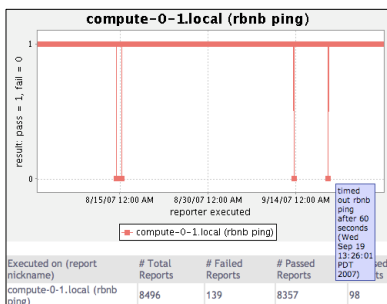 compute-0-1.local (rbnb ping)
result: pass = 1, fail = 0
1
0
8/15/07 12:00 AM
8/30/07 12:00 AM
9/14/07 12:00 AM
reporter executed
compute-0-1.local (rbnb ping)
timed
out rbnb
ping
after 60
seconds
(Wed
Sep 19
13:26:01
PDT
2007)
Executed on (report nickname)
# Total Reports
# Failed Reports
# Passed Reports
compute-0-1.local (rbnb ping)
8496
139
8357
98